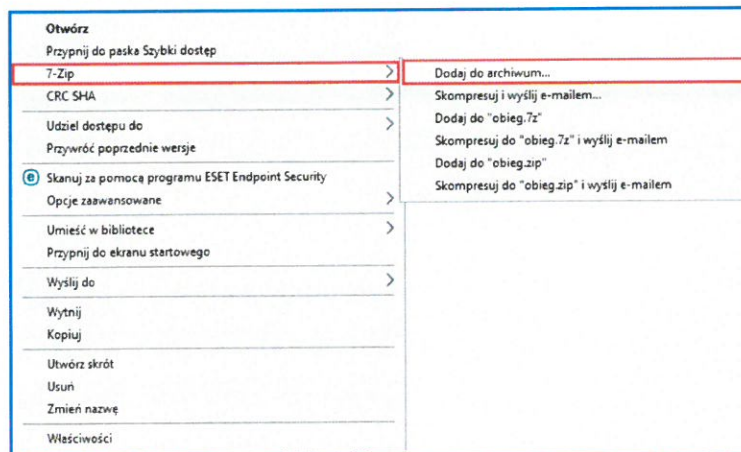 Otwórz
Przypnij do paska Szybki dostęp
7-Zip
CRC SHA
Udziel dostępu do
Przywróć poprzednie wersje
Skanuj za pomocą programu ESET Endpoint Security
Opcje zaawansowane
Umieść w bibliotece
Przypnij do ekranu startowego
Wyślij do
Wytnij
Kopiuj
Utwórz skrót
Usuń
Zmień nazwę
Właściwości
Dodaj do archiwum...
Skompresuj i wyślij e-mailem...
Dodaj do "obieg.7z"
Skompresuj do "obieg.7z" i wyślij e-mailem
Dodaj do "obieg.zip"
Skompresuj do "obieg.zip" i wyślij e-mailem